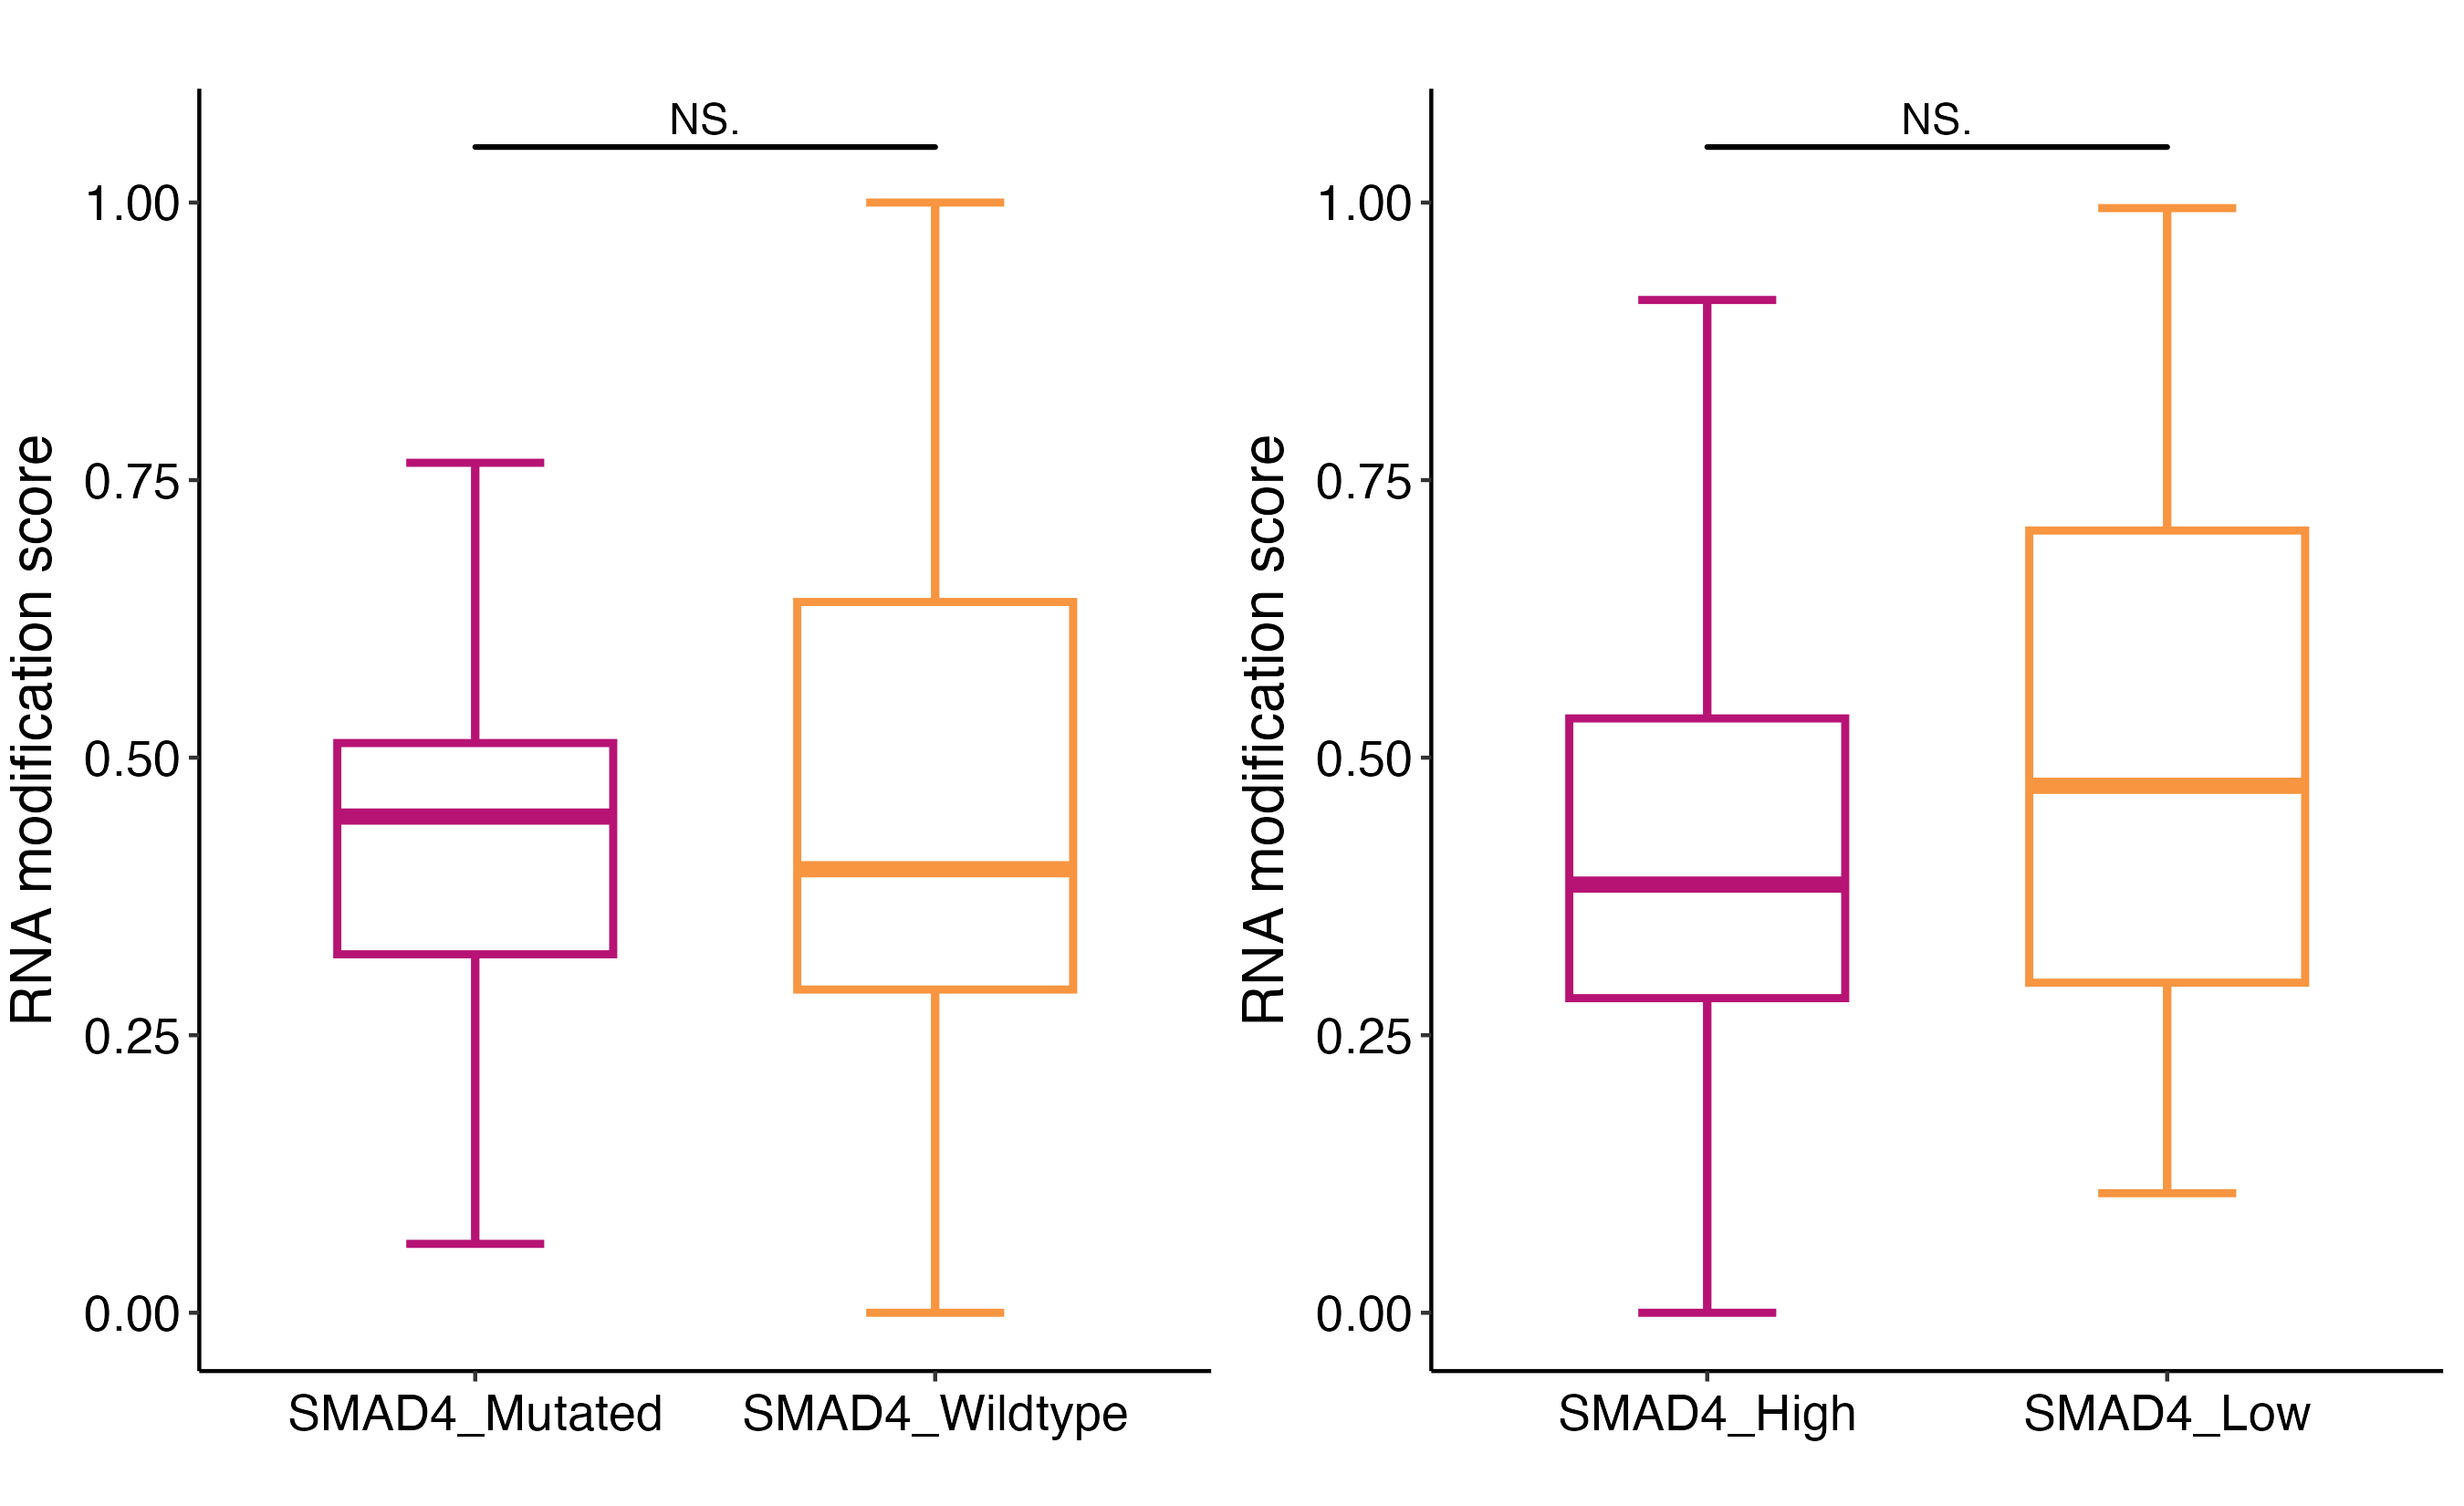 NS.
1.00
0.75
0.50
0.25
0.00
RNA modification score
SMAD4_Mutated
SMAD4_Wildtype
NS.
1.00
0.75
0.50
0.25
0.00
RNA modification score
SMAD4_High
SMAD4_Low